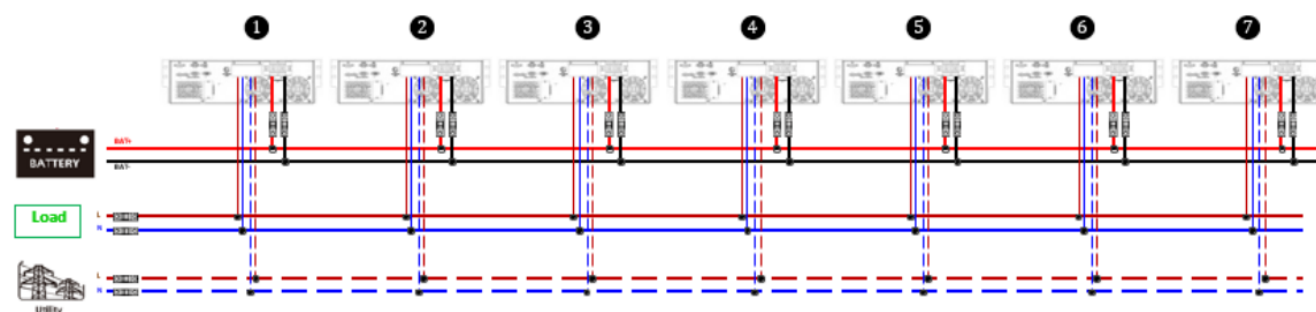 1 2 3 4 5 6 7
BAT+
BATTERY
BAT-
Load
L
N
L
N
Utility